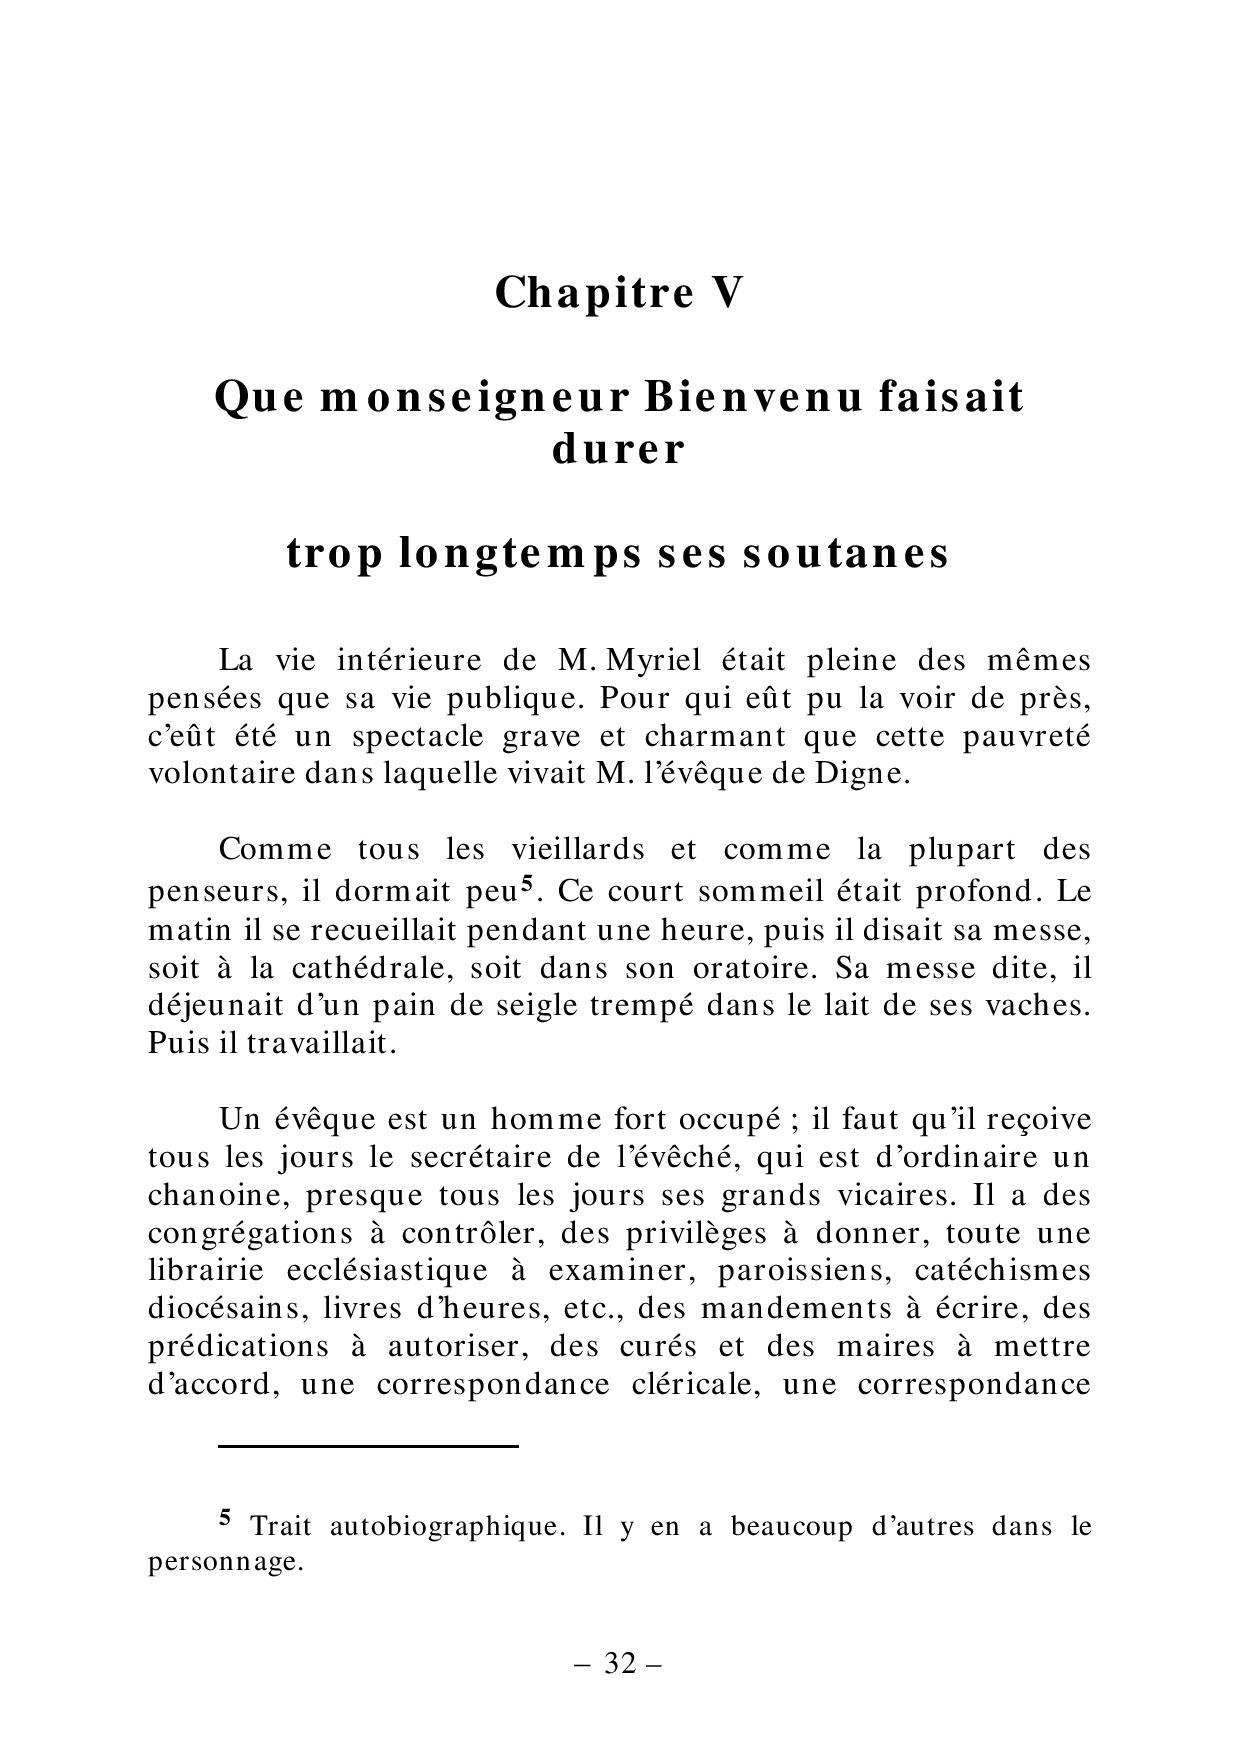 Chapitre V
Que monseigneur Bienvenu faisait
durer
trop longtemps ses soutanes
La vie intérieure de M. Myriel était pleine des mêmes
pensées que sa vie publique. Pour qui eût pu la voir de près,
c’eût été un spectacle grave et charmant que cette pauvreté
volontaire dans laquelle vivait M. l’évêque de Digne.
Comme tous les vieillards et comme la plupart des
penseurs, il dormait peu5. Ce court sommeil était profond. Le
matin il se recueillait pendant une heure, puis il disait sa messe,
soit à la cathédrale, soit dans son oratoire. Sa messe dite, il
déjeunait d’un pain de seigle trempé dans le lait de ses vaches.
Puis il travaillait.
Un évêque est un homme fort occupé ; il faut qu’il reçoive
tous les jours le secrétaire de l’évêché, qui est d’ordinaire un
chanoine, presque tous les jours ses grands vicaires. Il a des
congrégations à contrôler, des privilèges à donner, toute une
librairie ecclésiastique à examiner, paroissiens, catéchismes
diocésains, livres d’heures, etc., des mandements à écrire, des
prédications à autoriser, des curés et des maires à mettre
d’accord, une correspondance cléricale, une correspondance
5 Trait autobiographique. Il y en a beaucoup d’autres dans le
personnage.
– 32 –